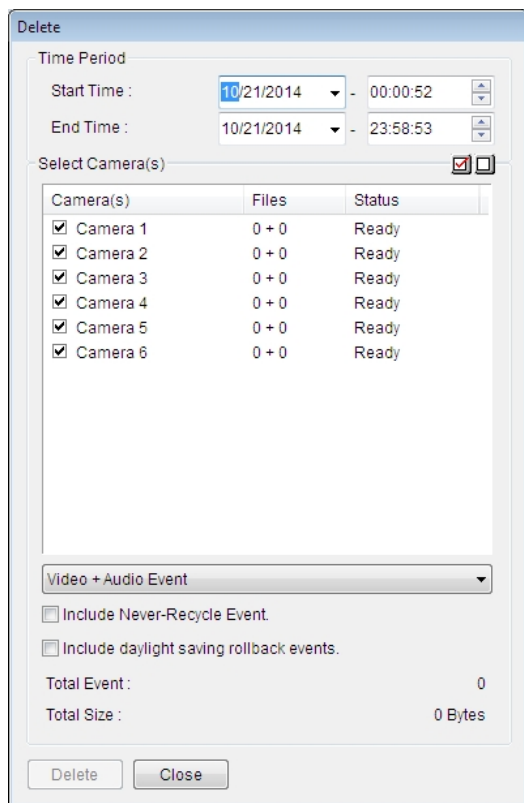 Delete
Time Period
Start Time : 10/21/2014 - 00:00:52
End Time : 10/21/2014 - 23:58:53
Select Camera(s)
Camera(s) Files Status
Camera 1 0 + 0 Ready
Camera 2 0 + 0 Ready
Camera 3 0 + 0 Ready
Camera 4 0 + 0 Ready
Camera 5 0 + 0 Ready
Camera 6 0 + 0 Ready
Video + Audio Event
Include Never-Recycle Event.
Include daylight saving rollback events.
Total Event : 0
Total Size : 0 Bytes
Delete Close